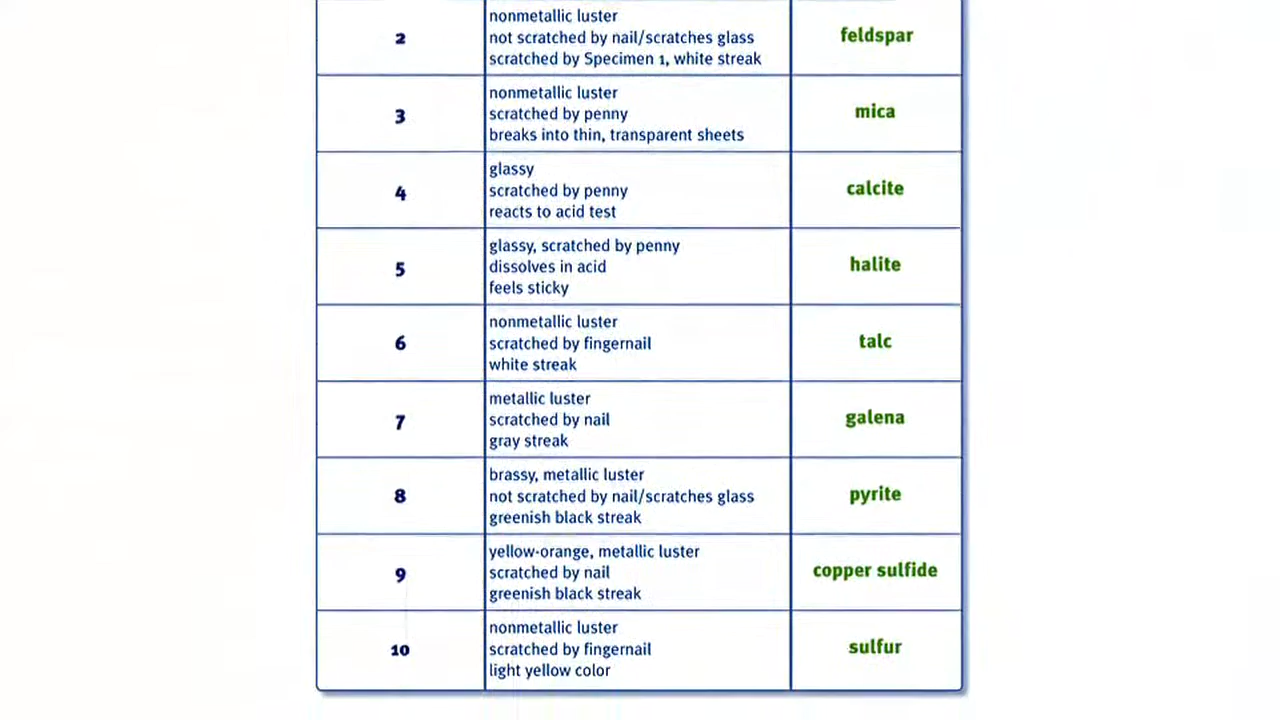 2
nonmetallic luster
not scratched by nail/scratches glass
scratched by Specimen 1, white streak
feldspar
3
nonmetallic luster
scratched by penny
breaks into thin, transparent sheets
mica
4
glassy
scratched by penny
reacts to acid test
calcite
5
glassy, scratched by penny
dissolves in acid
feels sticky
halite
6
nonmetallic luster
scratched by fingernail
white streak
talc
7
metallic luster
scratched by nail
gray streak
galena
8
brassy, metallic luster
not scratched by nail/scratches glass
greenish black streak
pyrite
9
yellow-orange, metallic luster
scratched by nail
greenish black streak
copper sulfide
10
nonmetallic luster
scratched by fingernail
light yellow color
sulfur